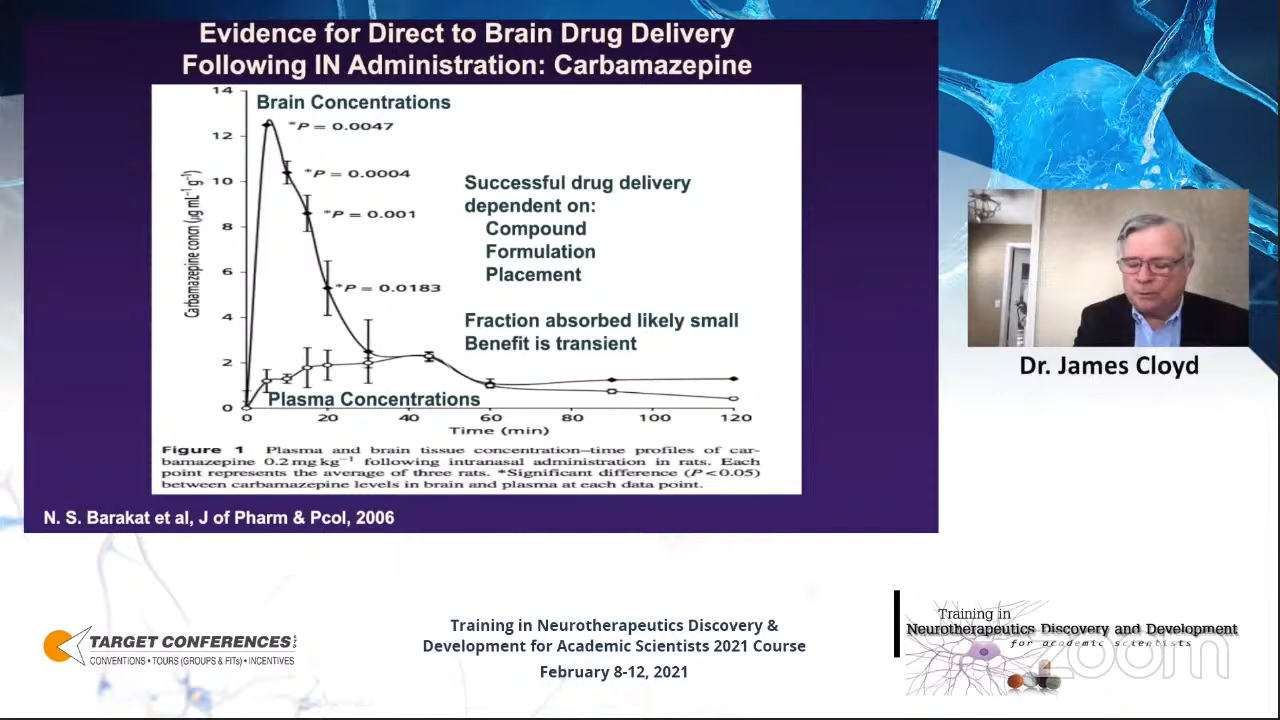 Evidence for Direct to Brain Drug Delivery
Following IN Administration: Carbamazepine
14
12
10
8
6
4
2
0
Carbamazepine concn (µg mL⁻¹ g⁻¹)
Brain Concentrations
*P = 0.0047
*P = 0.0004
*P = 0.001
*P = 0.0183
Successful drug delivery
dependent on:
Compound
Formulation
Placement
Fraction absorbed likely small
Benefit is transient
Plasma Concentrations
0 20 40 60 80 100 120
Time (min)
Figure 1 Plasma and brain tissue concentration–time profiles of car-
bamazepine 0.2 mg kg⁻¹ following intranasal administration in rats. Each
point represents the average of three rats. *Significant difference (P < 0.05)
between carbamazepine levels in brain and plasma at each data point.
N. S. Barakat et al, J of Pharm & Pcol, 2006
Dr. James Cloyd
TARGET CONFERENCES
CONVENTIONS • TOURS (GROUPS & FITs) • INCENTIVES
Training in Neurotherapeutics Discovery &
Development for Academic Scientists 2021 Course
February 8-12, 2021
Training in
Neurotherapeutics Discovery and Development
for academic scientists
zoom